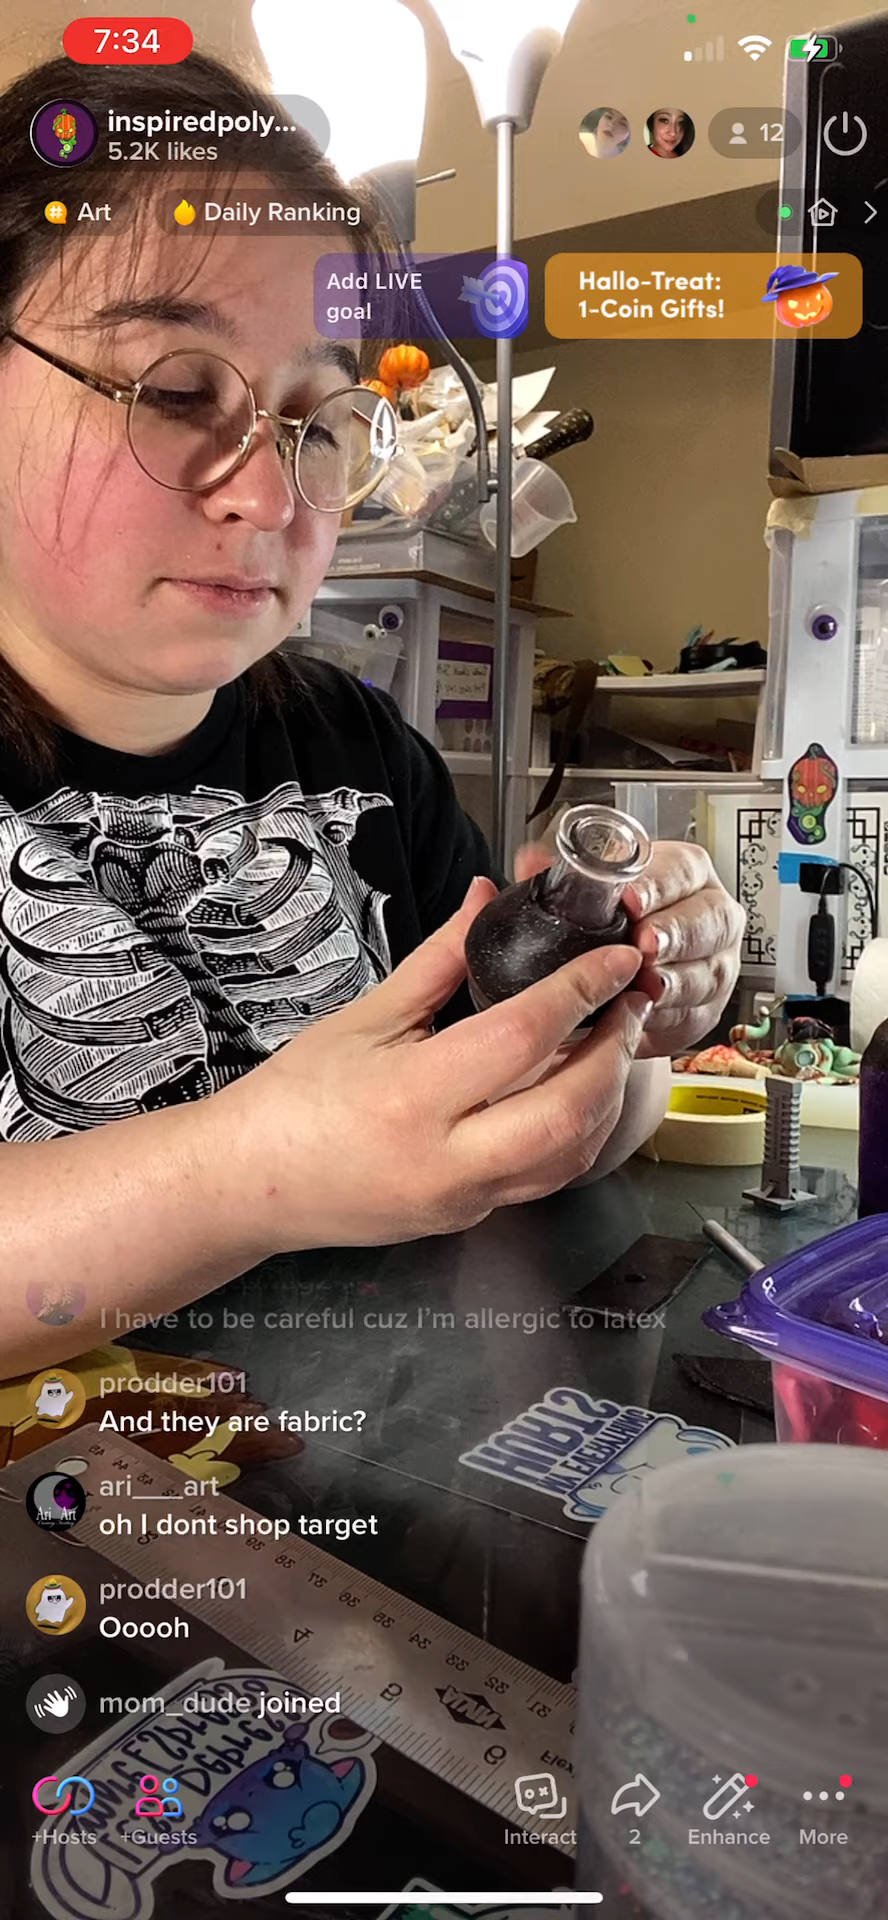 7:34
inspiredpoly...
5.2K likes
12
Art
Daily Ranking
Add LIVE
goal
Hallo-Treat:
1-Coin Gifts!
I have to be careful cuz I'm allergic to latex
prodder101
And they are fabric?
ari___art
oh I dont shop target
prodder101
Ooooh
mom_dude joined
+Hosts
+Guests
Interact
2
Enhance
More